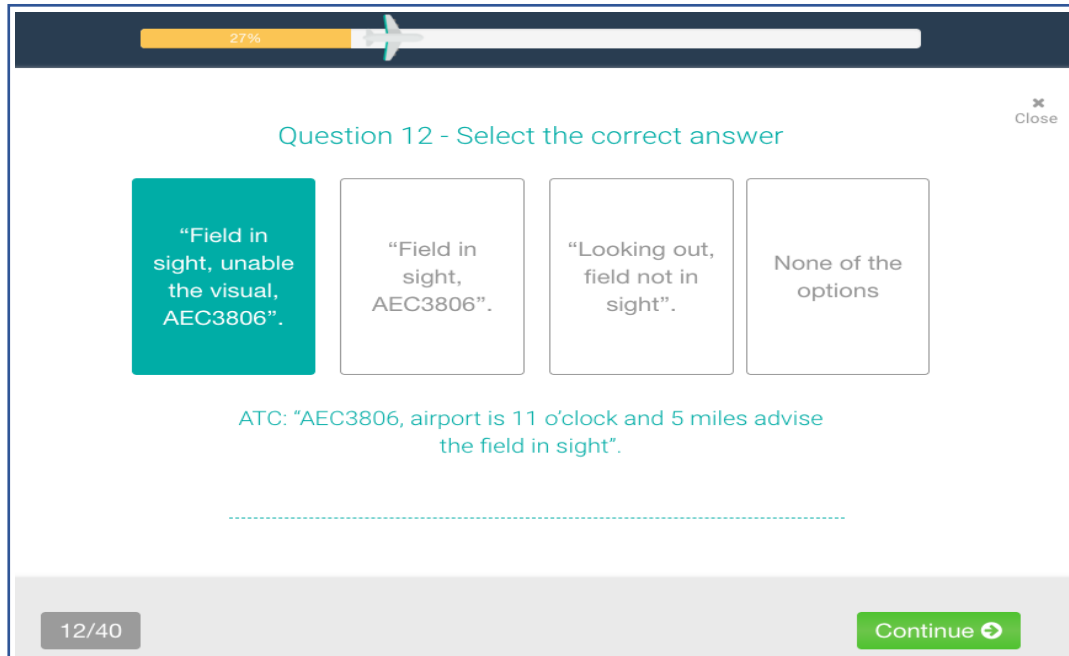 27%
✖
Close
Question 12 - Select the correct answer
“Field in
sight, unable
the visual,
AEC3806”.
“Field in
sight,
AEC3806”.
“Looking out,
field not in
sight”.
None of the
options
ATC: “AEC3806, airport is 11 o’clock and 5 miles advise
the field in sight”.
12/40
Continue